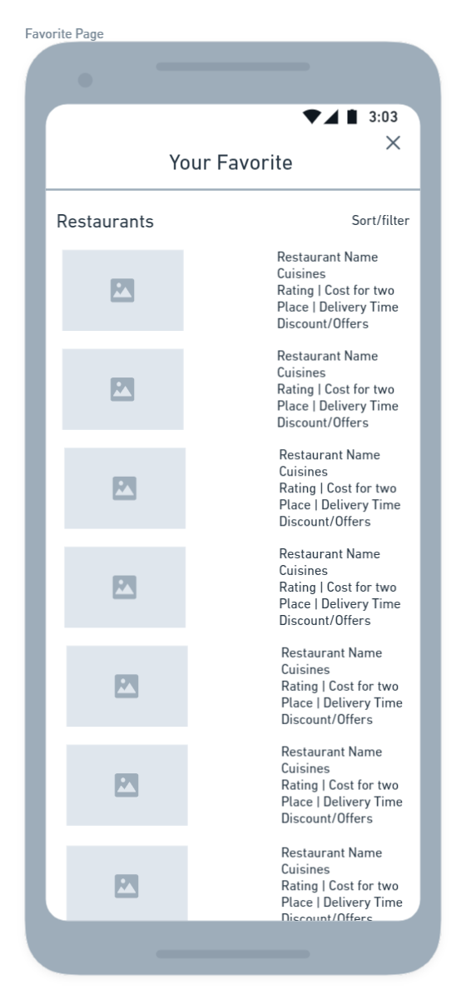 Favorite Page
3:03
Your Favorite
Restaurants
Sort/filter
Restaurant Name
Cuisines
Rating | Cost for two
Place | Delivery Time
Discount/Offers
Restaurant Name
Cuisines
Rating | Cost for two
Place | Delivery Time
Discount/Offers
Restaurant Name
Cuisines
Rating | Cost for two
Place | Delivery Time
Discount/Offers
Restaurant Name
Cuisines
Rating | Cost for two
Place | Delivery Time
Discount/Offers
Restaurant Name
Cuisines
Rating | Cost for two
Place | Delivery Time
Discount/Offers
Restaurant Name
Cuisines
Rating | Cost for two
Place | Delivery Time
Discount/Offers
Restaurant Name
Cuisines
Rating | Cost for two
Place | Delivery Time
Discount/Offers